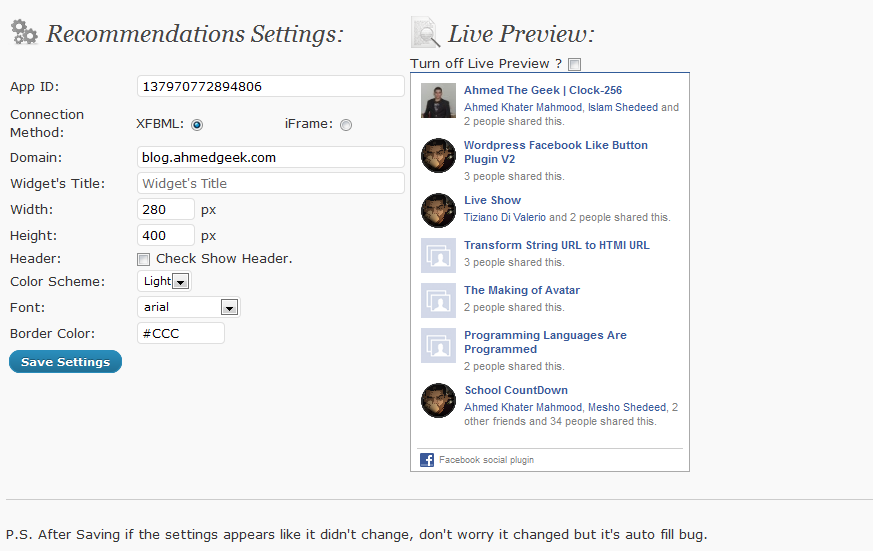 Recommendations Settings:
App ID: 137970772894806
Connection
Method:
XFBML: iFrame:
Domain: blog.ahmedgeek.com
Widget's Title: Widget's Title
Width: 280 px
Height: 400 px
Header: Check Show Header.
Color Scheme: Light
Font: arial
Border Color: #CCC
Save Settings
Live Preview:
Turn off Live Preview ?
Ahmed The Geek | Clock-256
Ahmed Khater Mahmood, Islam Shedeed and
2 people shared this.
Wordpress Facebook Like Button
Plugin V2
3 people shared this.
Live Show
Tiziano Di Valerio and 2 people shared this.
Transform String URL to HTMl URL
3 people shared this.
The Making of Avatar
2 people shared this.
Programming Languages Are
Programmed
2 people shared this.
School CountDown
Ahmed Khater Mahmood, Mesho Shedeed, 2
other friends and 34 people shared this.
Facebook social plugin
P.S. After Saving if the settings appears like it didn't change, don't worry it changed but it's auto fill bug.